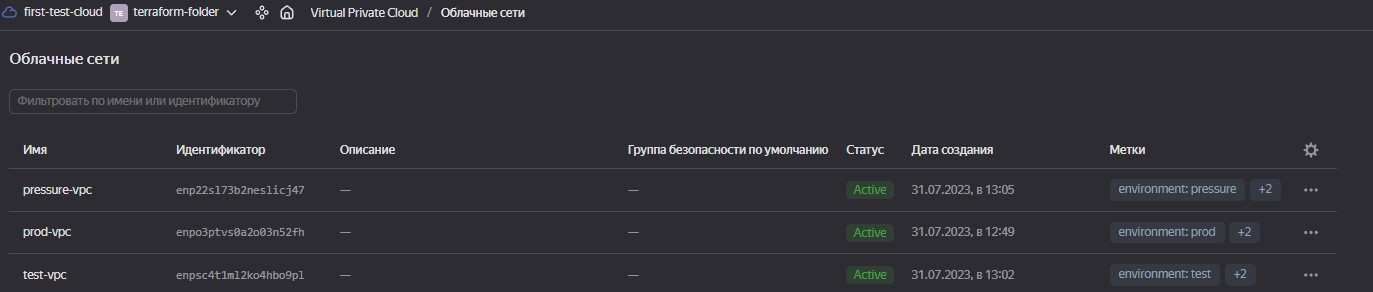 first-test-cloud TE terraform-folder Virtual Private Cloud / Облачные сети
Облачные сети
Фильтровать по имени или идентификатору
Имя Идентификатор Описание Группа безопасности по умолчанию Статус Дата создания Метки
pressure-vpc enp22sl73b2neslicj47 — — Active 31.07.2023, в 13:05 environment: pressure +2
prod-vpc enpo3ptvs0a2o03n52fh — — Active 31.07.2023, в 12:49 environment: prod +2
test-vpc enpsc4t1ml2ko4hbo9pl — — Active 31.07.2023, в 13:02 environment: test +2